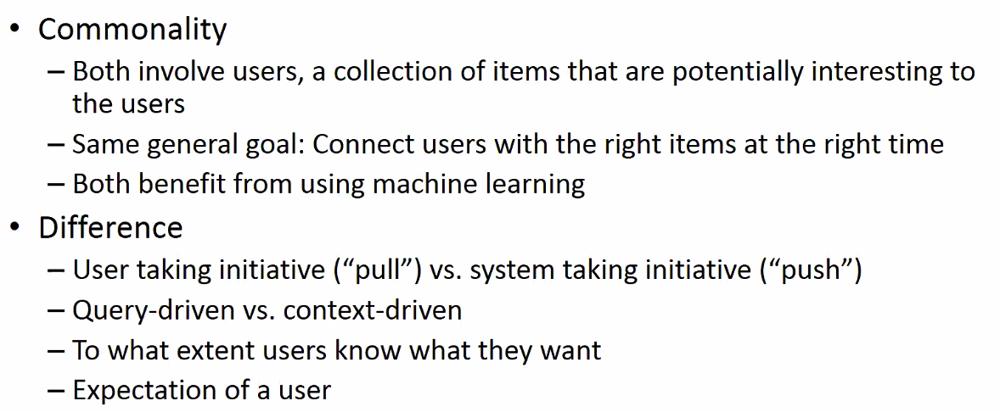 • Commonality
– Both involve users, a collection of items that are potentially interesting to
the users
– Same general goal: Connect users with the right items at the right time
– Both benefit from using machine learning
• Difference
– User taking initiative (“pull”) vs. system taking initiative (“push”)
– Query-driven vs. context-driven
– To what extent users know what they want
– Expectation of a user